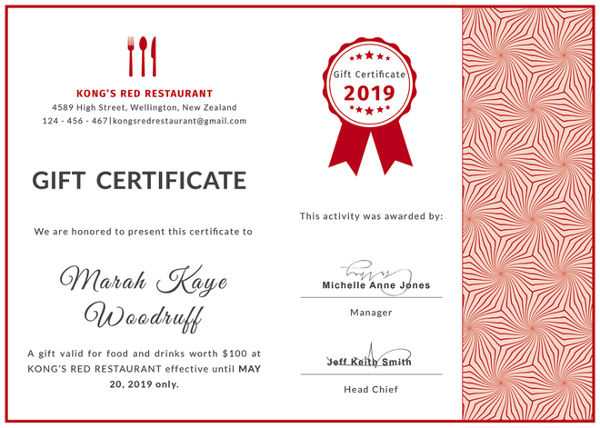 KONG'S RED RESTAURANT
4589 High Street, Wellington, New Zealand
124 - 456 - 467|kongsredrestaurant@gmail.com
GIFT CERTIFICATE
We are honored to present this certificate to
Marah Kaye
Woodruff
A gift valid for food and drinks worth $100 at
KONG'S RED RESTAURANT effective until MAY
20, 2019 only.
Gift Certificate
2019
This activity was awarded by:
Michelle Anne Jones
Manager
Jeff Keith Smith
Head Chief